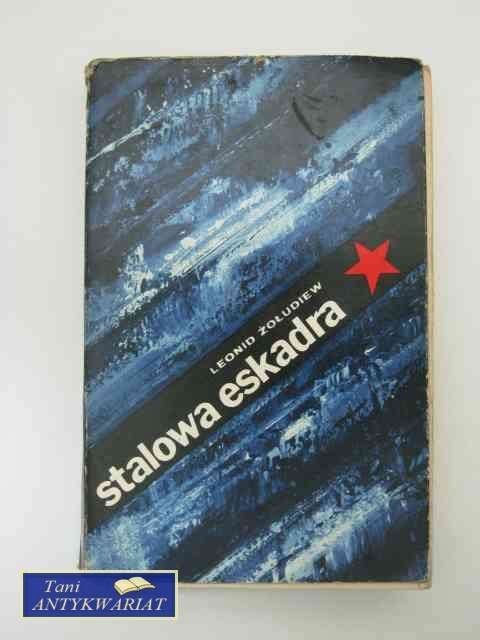 LEONID ŻOŁUDIEW
stalowa eskadra
Tani
ANTYKWARIAT